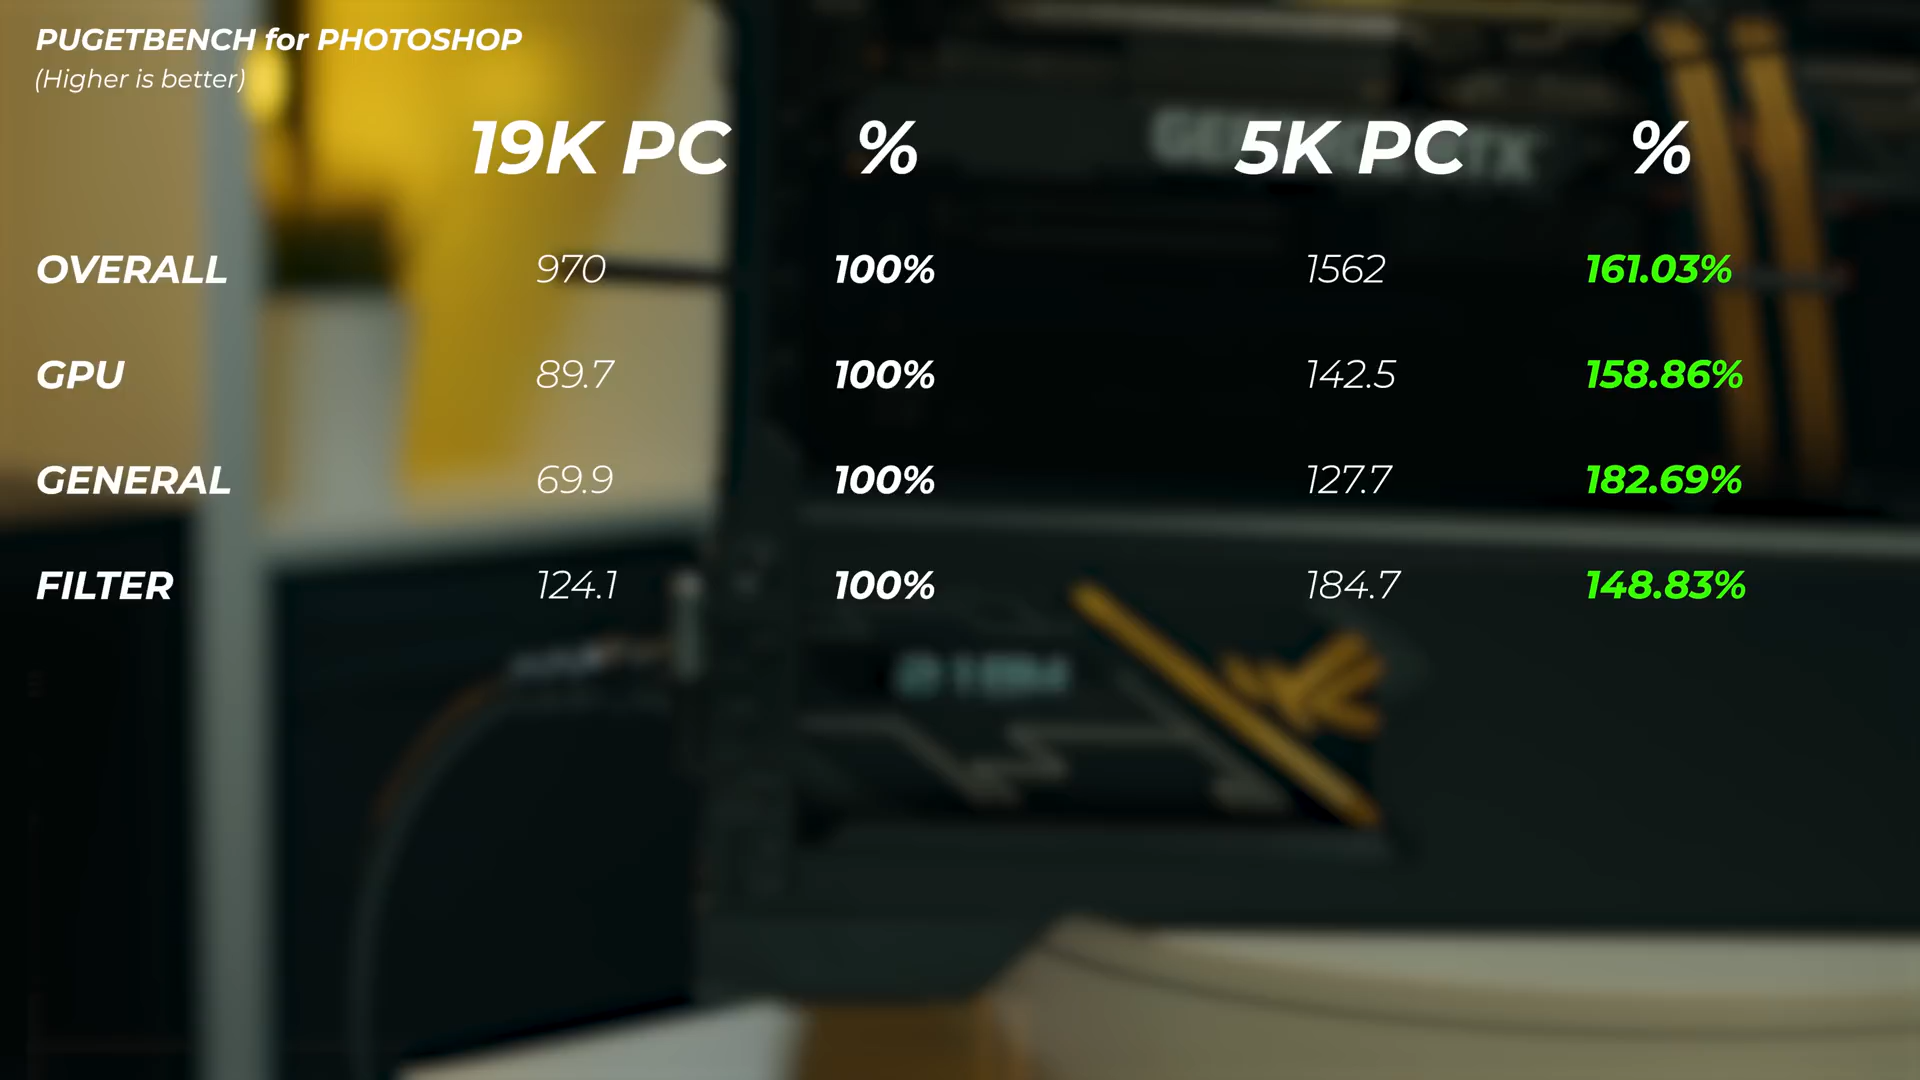 PUGETBENCH for PHOTOSHOP
(Higher is better)
19K PC % 5K PC %
OVERALL 970 100% 1562 161.03%
GPU 89.7 100% 142.5 158.86%
GENERAL 69.9 100% 127.7 182.69%
FILTER 124.1 100% 184.7 148.83%